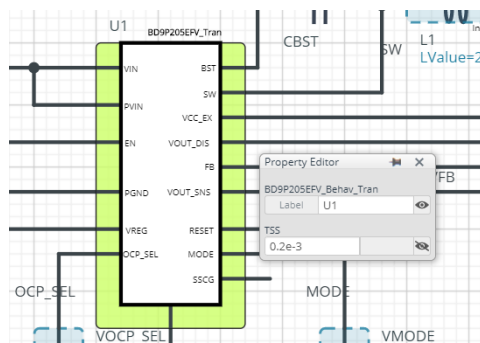 U1
BD9P205EFV_Tran
VIN
PVIN
EN
PGND
VREG
OCP_SEL
BST
SW
VCC_EX
VOUT_DIS
FB
VOUT_SNS
RESET
MODE
SSCG
CBST
SW
L1
LValue=2
Property Editor
BD9P205EFV_Behav_Tran
Label U1
TSS
0.2e-3
VFB
OCP_SEL
MODE
VOCP_SEL
VMODE